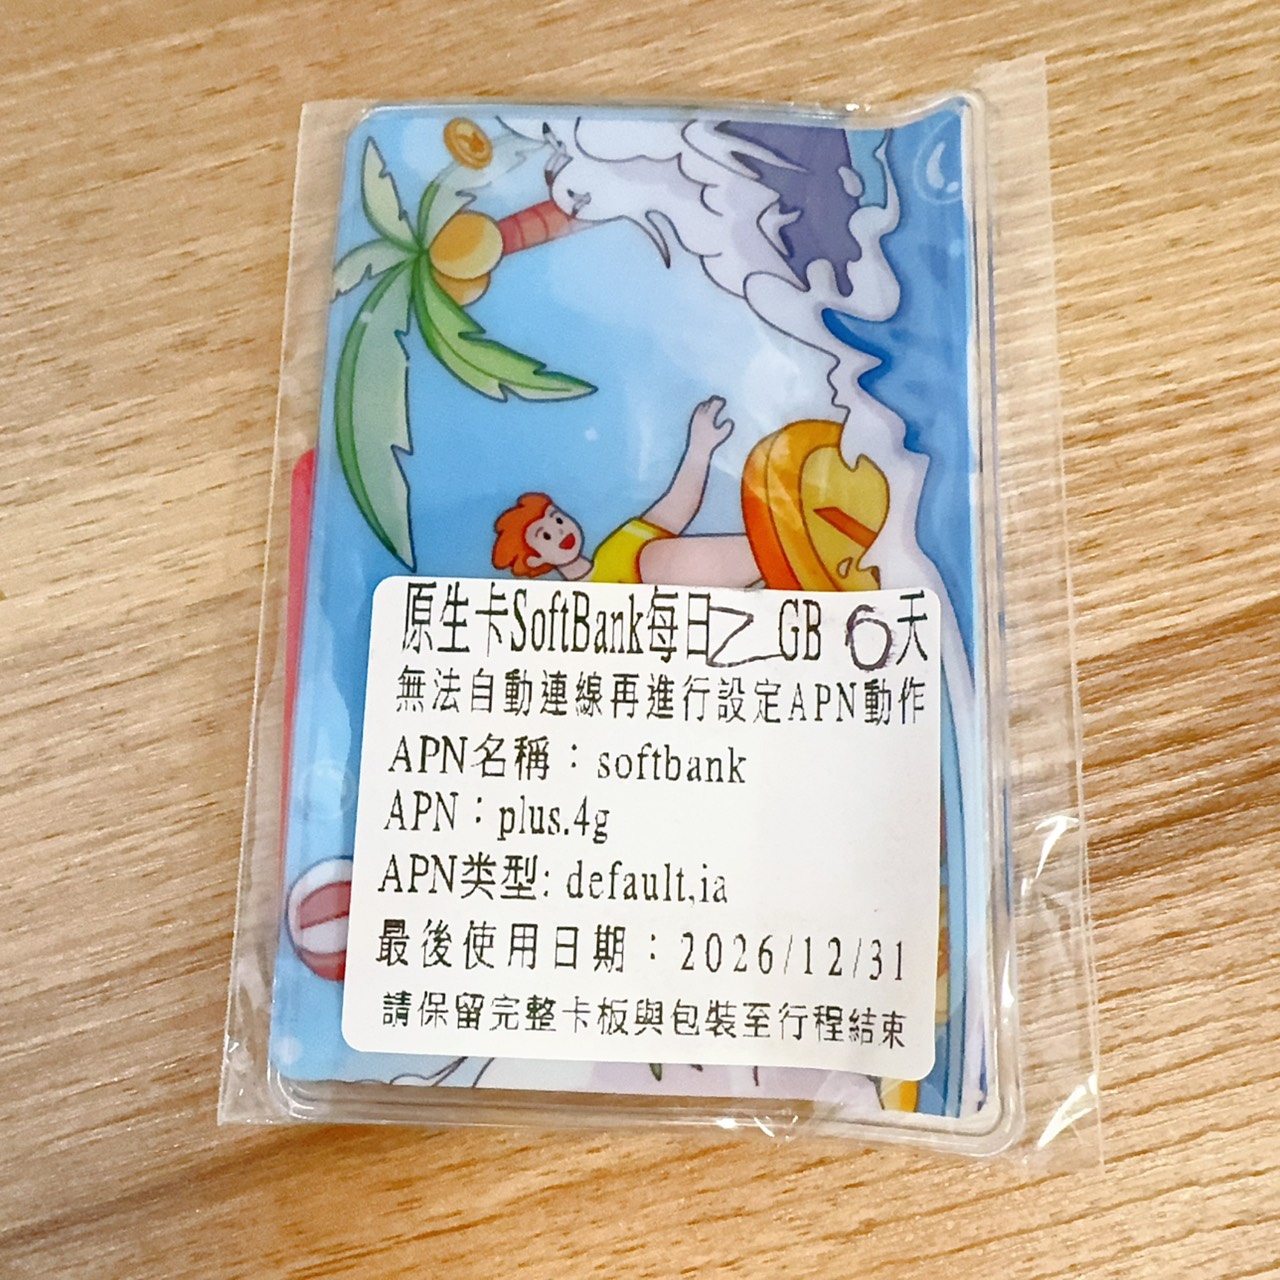 原生卡SoftBank每日2GB 6天
無法自動連線再進行設定APN動作
APN名稱：softbank
APN：plus.4g
APN类型: default,ia
最後使用日期：2026/12/31
請保留完整卡板與包裝至行程結束